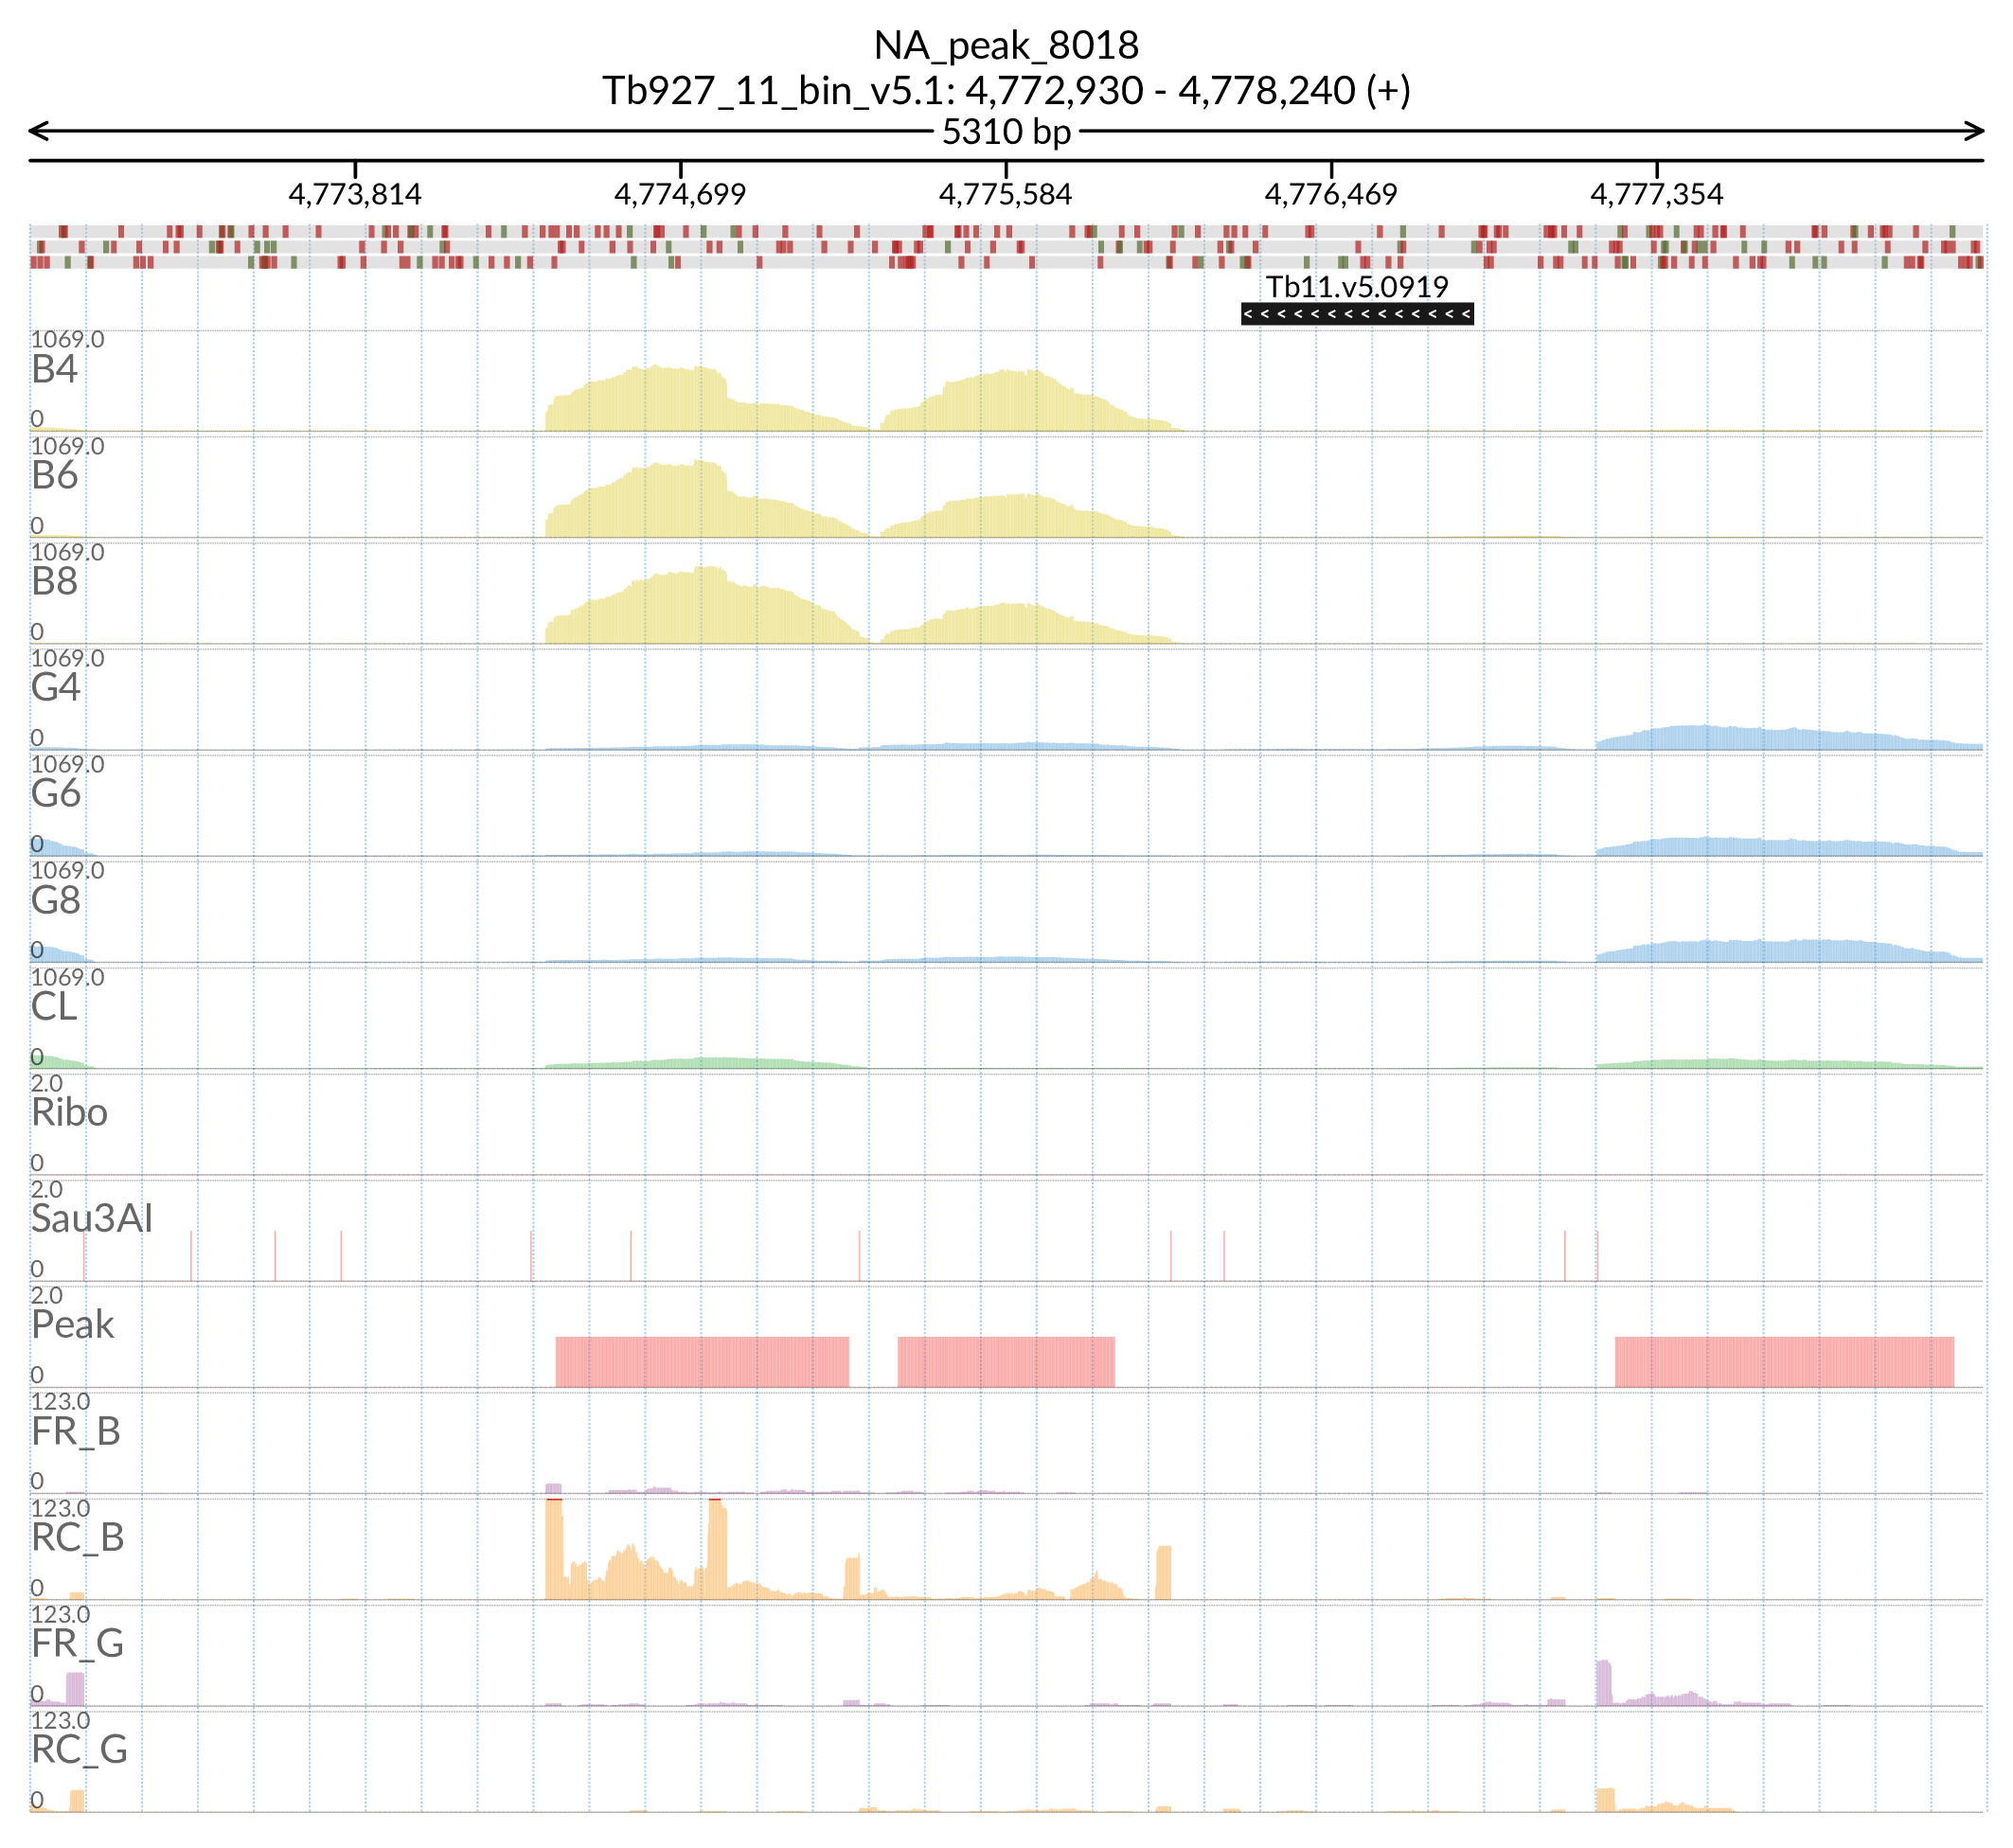 NA_peak_8018
Tb927_11_bin_v5.1: 4,772,930 - 4,778,240 (+)
5310 bp
4,773,814 4,774,699 4,775,584 4,776,469 4,777,354
Tb11.v5.0919
1069.0
B4
0
1069.0
B6
0
1069.0
B8
0
1069.0
G4
0
1069.0
G6
0
1069.0
G8
0
1069.0
CL
0
2.0
Ribo
0
2.0
Sau3AI
0
2.0
Peak
0
123.0
FR_B
0
123.0
RC_B
0
123.0
FR_G
0
123.0
RC_G
0